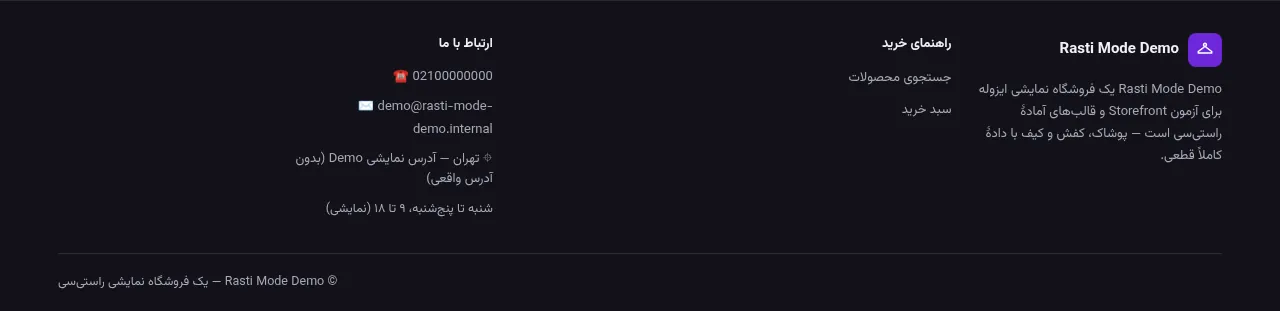 Rasti Mode Demo
Rasti Mode Demo یک فروشگاه نمایشی ایزوله
برای آزمون Storefront و قالب‌های آمادهٔ
راستی‌سی است — پوشاک، کفش و کیف با دادهٔ
کاملاً قطعی.
راهنمای خرید
جستجوی محصولات
سبد خرید
ارتباط با ما
☎️ 02100000000
✉️ demo@rasti-mode-
demo.internal
تهران — آدرس نمایشی Demo (بدون
آدرس واقعی)
شنبه تا پنج‌شنبه، ۹ تا ۱۸ (نمایشی)
© Rasti Mode Demo — یک فروشگاه نمایشی راستی‌سی